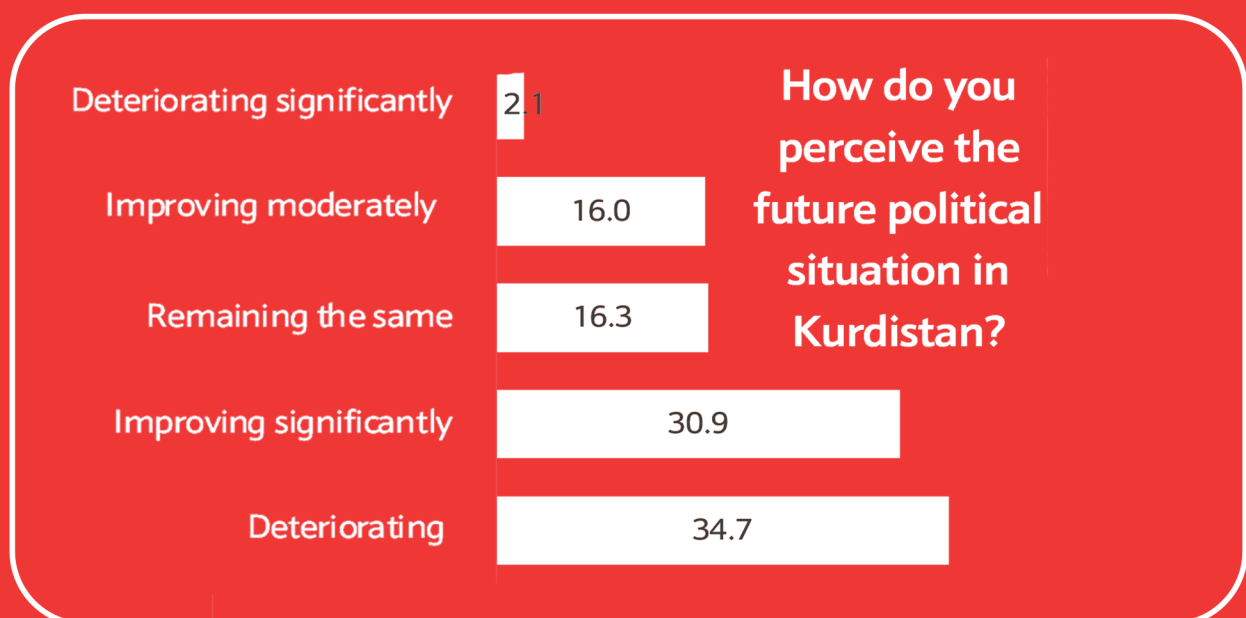 How do you
perceive the
future political
situation in
Kurdistan?
Deteriorating significantly 2.1
Improving moderately 16.0
Remaining the same 16.3
Improving significantly 30.9
Deteriorating 34.7